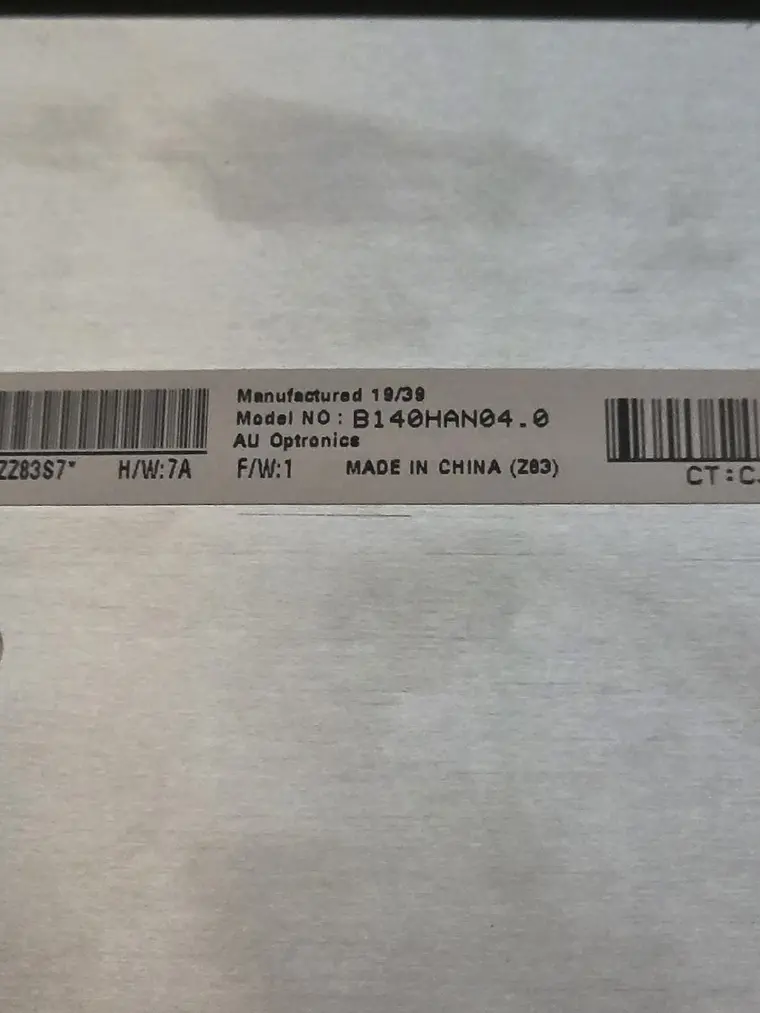 Manufactured 19/39
Model NO : B140HAN04.0
AU Optronics
ZZ83S7* H/W:7A F/W:1 MADE IN CHINA (Z83)
CT:C